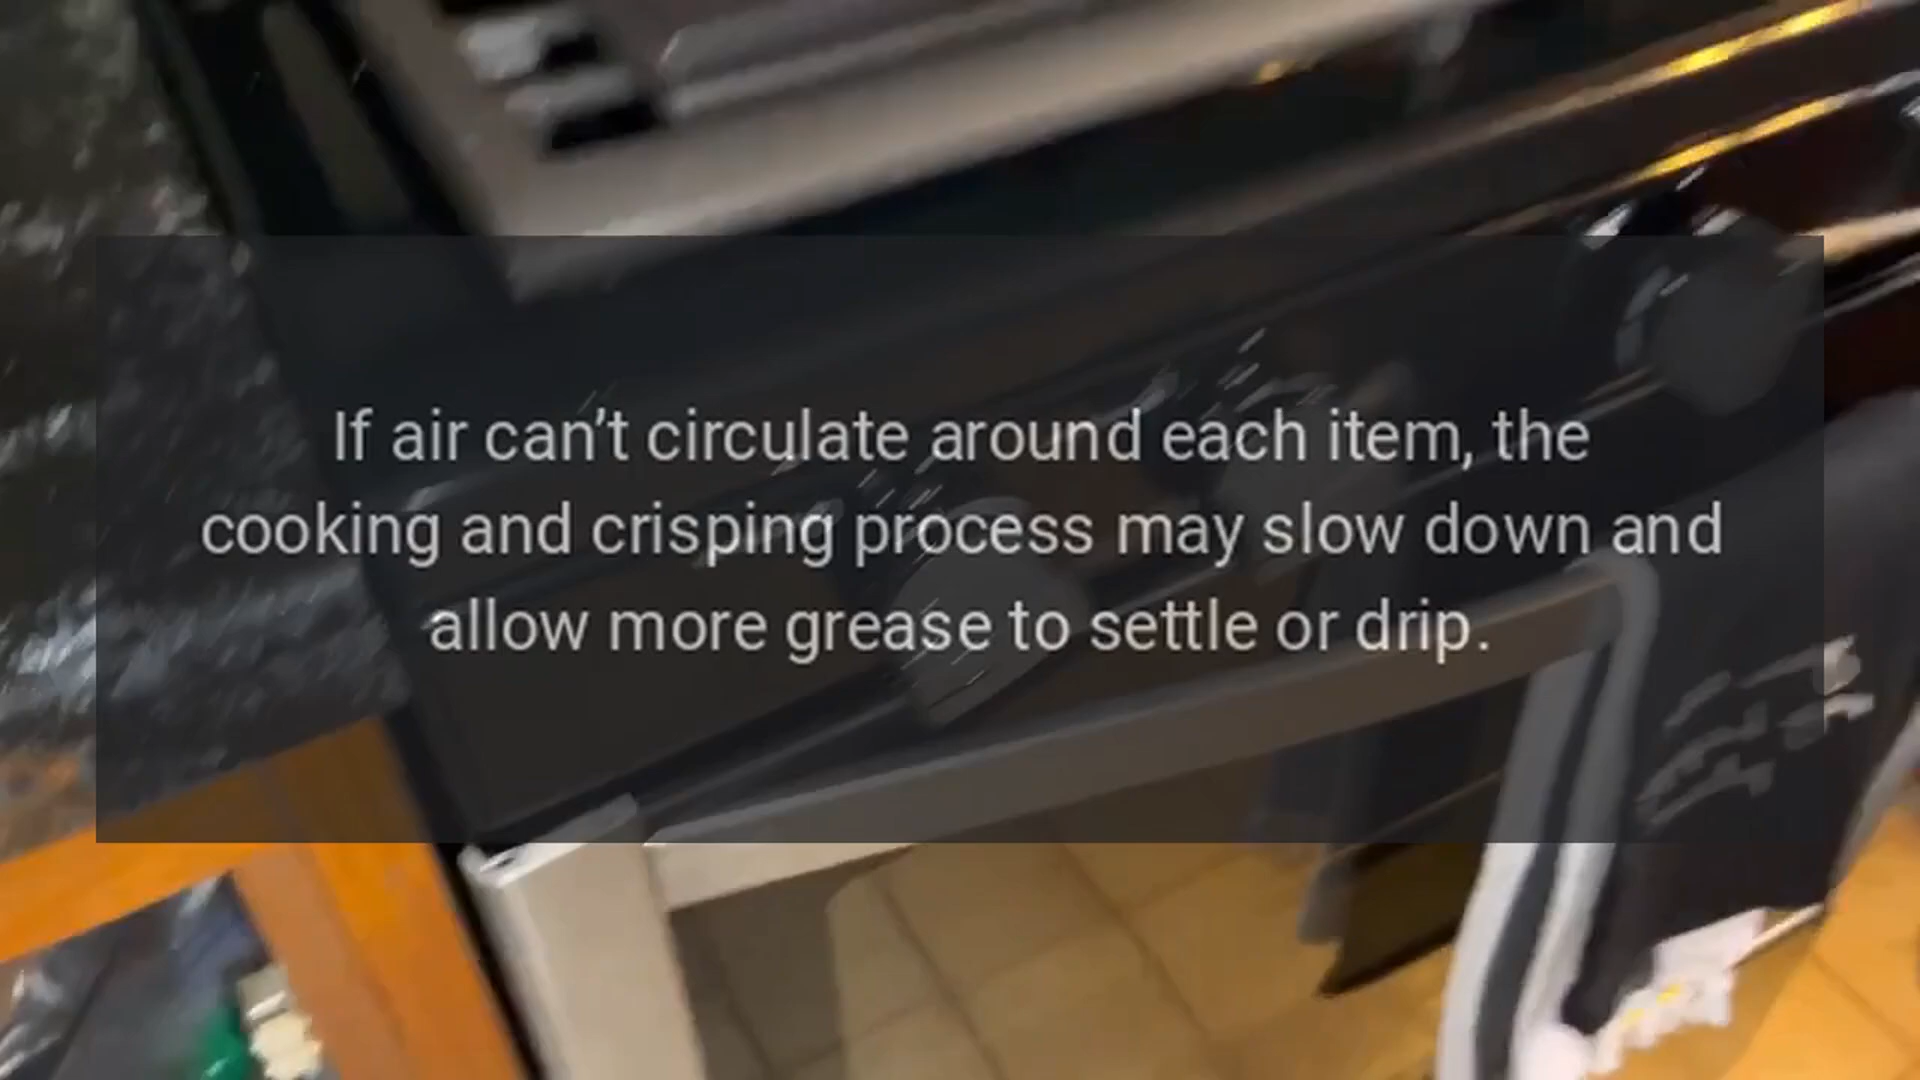 If air can’t circulate around each item, the
cooking and crisping process may slow down and
allow more grease to settle or drip.